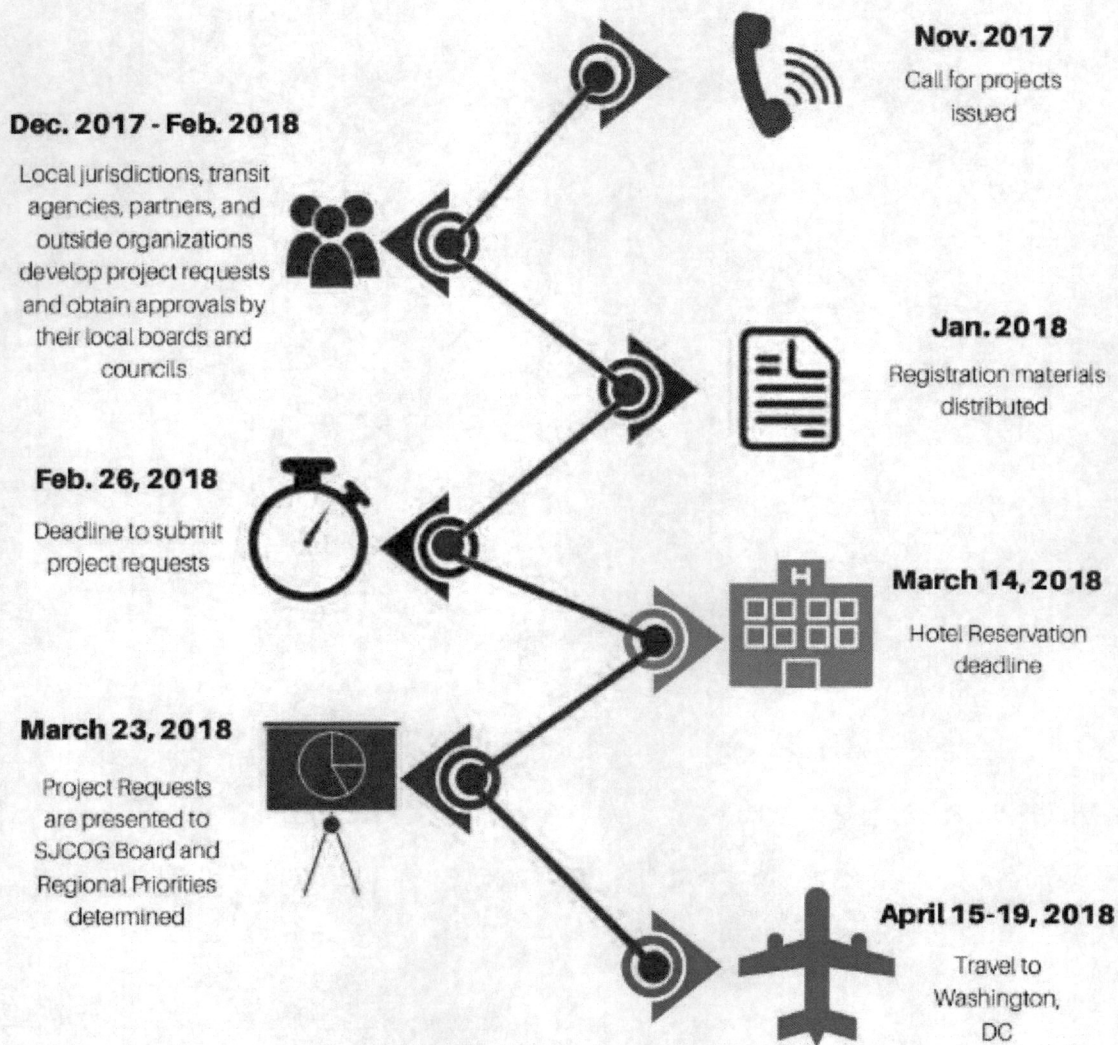 Nov. 2017
Call for projects
issued
Dec. 2017 - Feb. 2018
Local jurisdictions, transit
agencies, partners, and
outside organizations
develop project requests
and obtain approvals by
their local boards and
councils
Jan. 2018
Registration materials
distributed
Feb. 26, 2018
Deadline to submit
project requests
H
March 14, 2018
Hotel Reservation
deadline
March 23, 2018
Project Requests
are presented to
SJCOG Board and
Regional Priorities
determined
April 15-19, 2018
Travel to
Washington,
DC